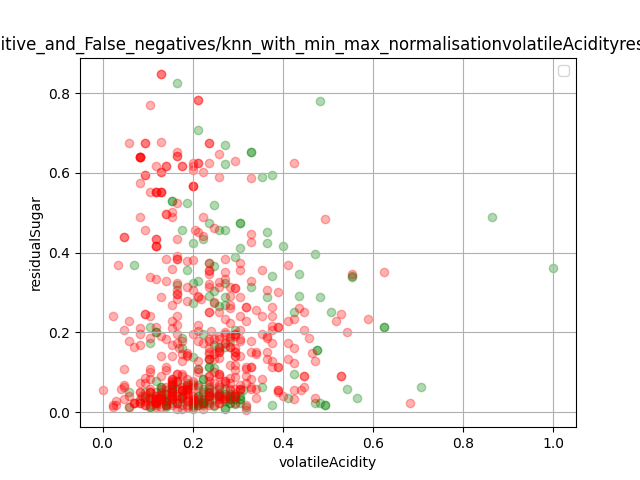 itive_and_False_negatives/knn_with_min_max_normalisationvolatileAcidityres
0.8
0.6
residualSugar
0.4
0.2
0.0
0.0 0.2 0.4 0.6 0.8 1.0
volatileAcidity